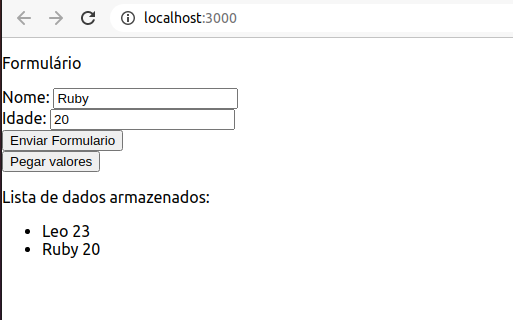 localhost:3000
Formulário
Nome: Ruby
Idade: 20
Enviar Formulario
Pegar valores
Lista de dados armazenados:
• Leo 23
• Ruby 20